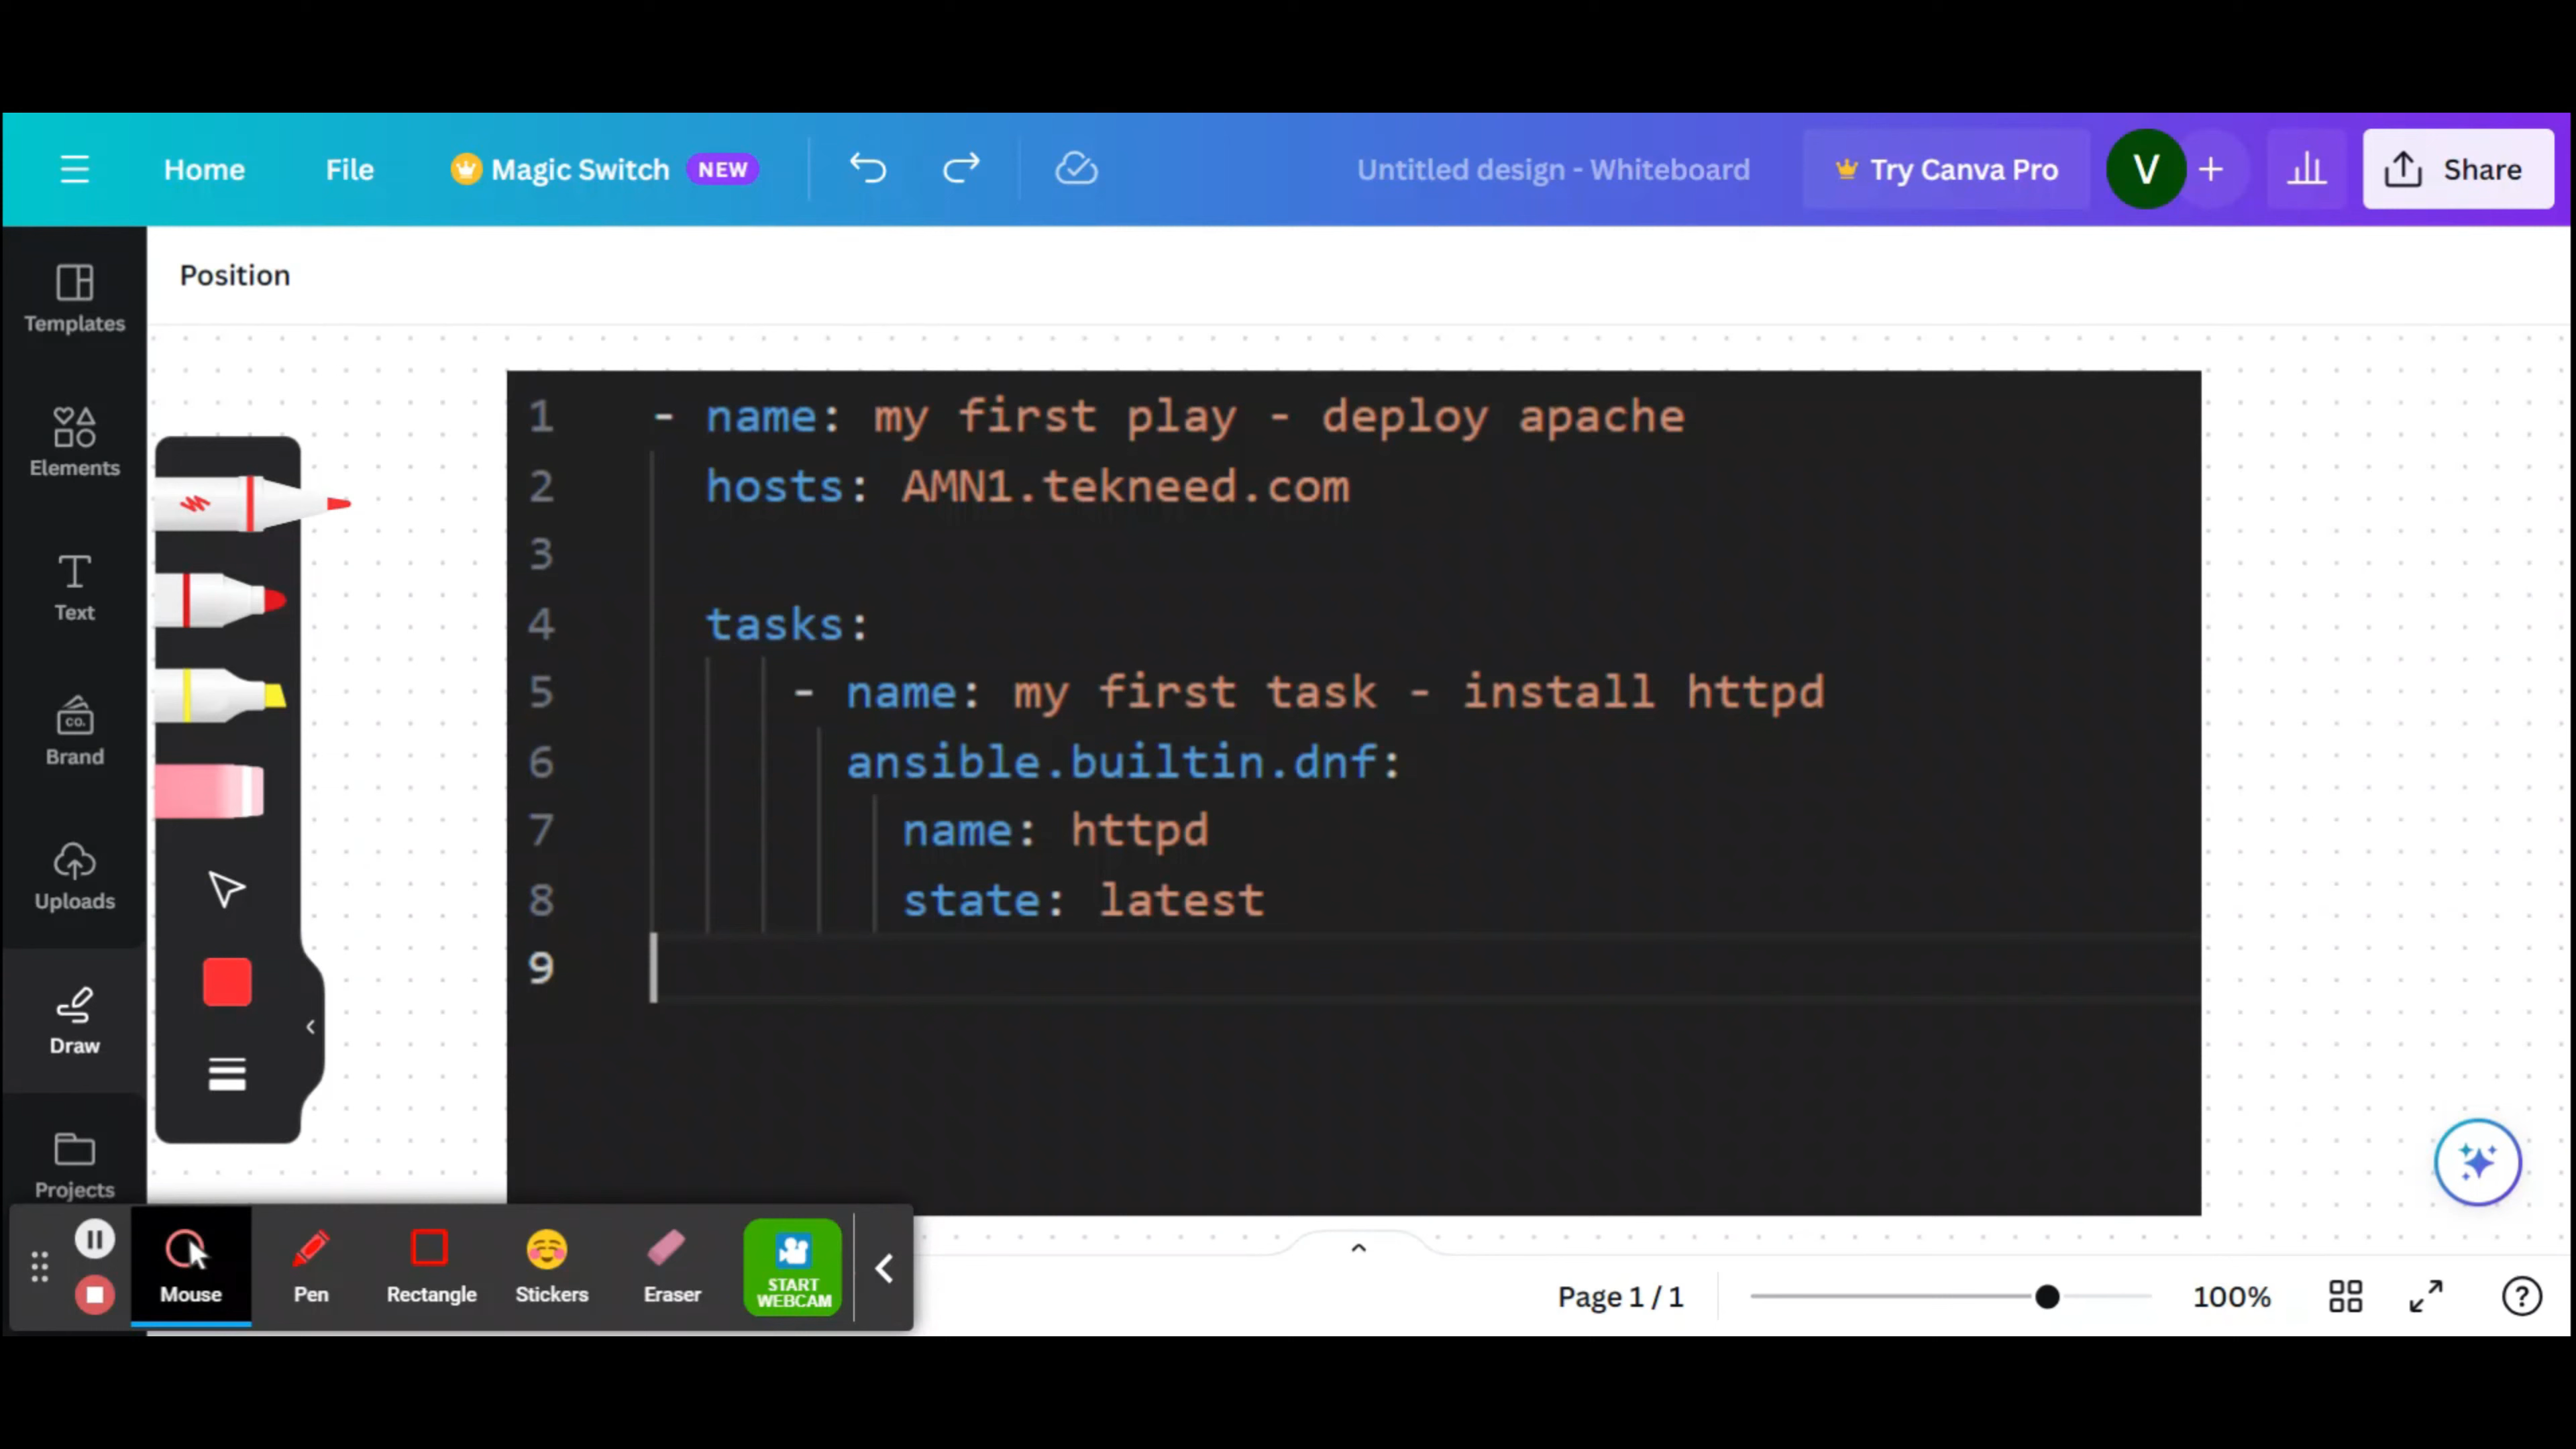 Home File Magic Switch NEW Untitled design - Whiteboard Try Canva Pro V + Share
Position
Templates
Elements
Text
CO.
Brand
Uploads
Draw
Projects
1 - name: my first play - deploy apache
2 hosts: AMN1.tekneed.com
3
4 tasks:
5 - name: my first task - install httpd
6 ansible.builtin.dnf:
7 name: httpd
8 state: latest
9
Mouse Pen Rectangle Stickers Eraser START WEBCAM
Page 1 / 1 100% ?